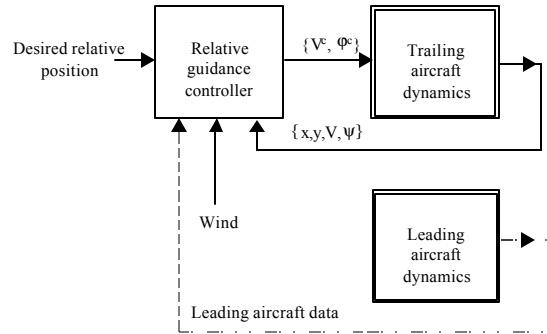 Desired relative
position
Relative
guidance
controller
{V^c, φ^c}
Trailing
aircraft
dynamics
{x,y,V,ψ}
Wind
Leading
aircraft
dynamics
Leading aircraft data